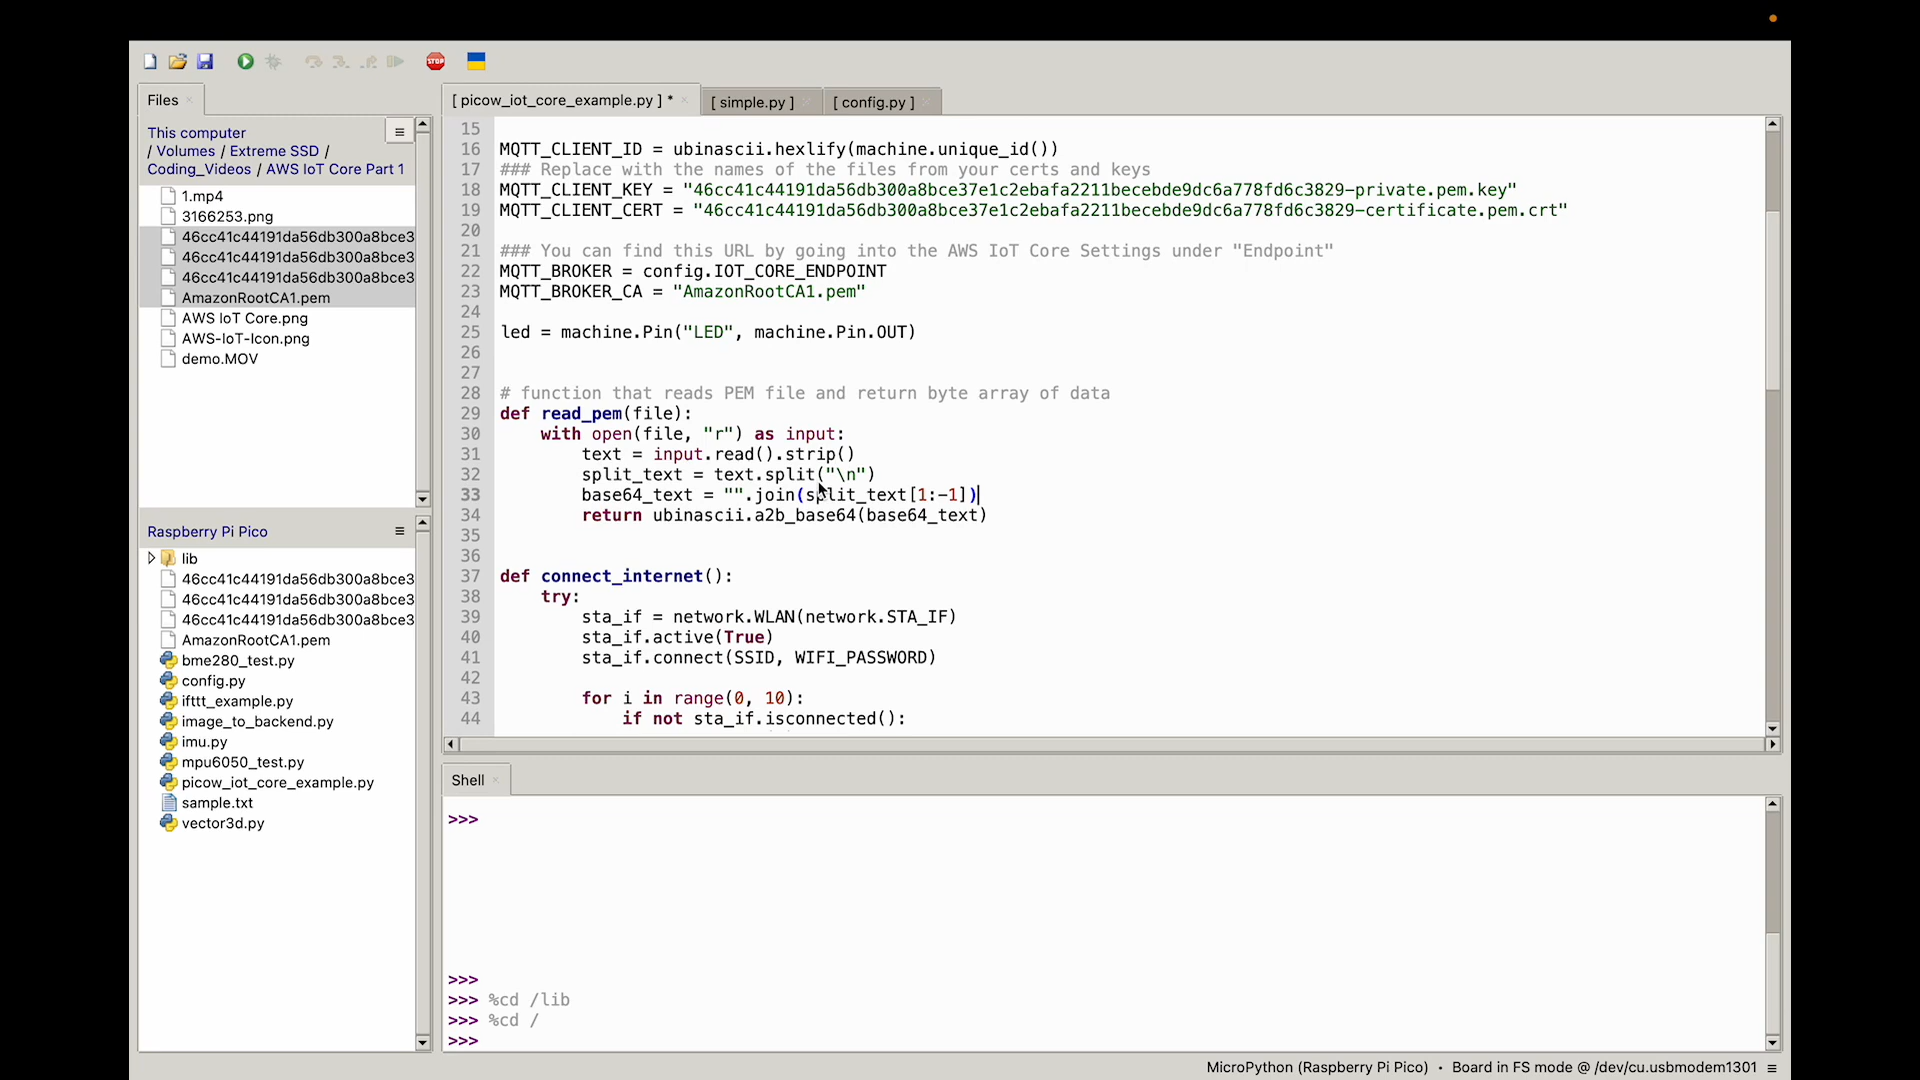 STOP
Files
This computer
/ Volumes / Extreme SSD /
Coding_Videos / AWS IoT Core Part 1
1.mp4
3166253.png
46cc41c44191da56db300a8bce3
46cc41c44191da56db300a8bce3
46cc41c44191da56db300a8bce3
AmazonRootCA1.pem
AWS IoT Core.png
AWS-IoT-Icon.png
demo.MOV
Raspberry Pi Pico
lib
46cc41c44191da56db300a8bce3
46cc41c44191da56db300a8bce3
46cc41c44191da56db300a8bce3
AmazonRootCA1.pem
bme280_test.py
config.py
ifttt_example.py
image_to_backend.py
imu.py
mpu6050_test.py
picow_iot_core_example.py
sample.txt
vector3d.py
[ picow_iot_core_example.py ] * [ simple.py ] [ config.py ]
15
16 MQTT_CLIENT_ID = ubinascii.hexlify(machine.unique_id())
17 ### Replace with the names of the files from your certs and keys
18 MQTT_CLIENT_KEY = "46cc41c44191da56db300a8bce37e1c2ebafa2211becebde9dc6a778fd6c3829-private.pem.key"
19 MQTT_CLIENT_CERT = "46cc41c44191da56db300a8bce37e1c2ebafa2211becebde9dc6a778fd6c3829-certificate.pem.crt"
20
21 ### You can find this URL by going into the AWS IoT Core Settings under "Endpoint"
22 MQTT_BROKER = config.IOT_CORE_ENDPOINT
23 MQTT_BROKER_CA = "AmazonRootCA1.pem"
24
25 led = machine.Pin("LED", machine.Pin.OUT)
26
27
28 # function that reads PEM file and return byte array of data
29 def read_pem(file):
30 with open(file, "r") as input:
31 text = input.read().strip()
32 split_text = text.split("\n")
33 base64_text = "".join(split_text[1:-1])
34 return ubinascii.a2b_base64(base64_text)
35
36
37 def connect_internet():
38 try:
39 sta_if = network.WLAN(network.STA_IF)
40 sta_if.active(True)
41 sta_if.connect(SSID, WIFI_PASSWORD)
42
43 for i in range(0, 10):
44 if not sta_if.isconnected():
Shell
>>>
>>>
>>> %cd /lib
>>> %cd /
>>>
MicroPython (Raspberry Pi Pico) • Board in FS mode @ /dev/cu.usbmodem1301